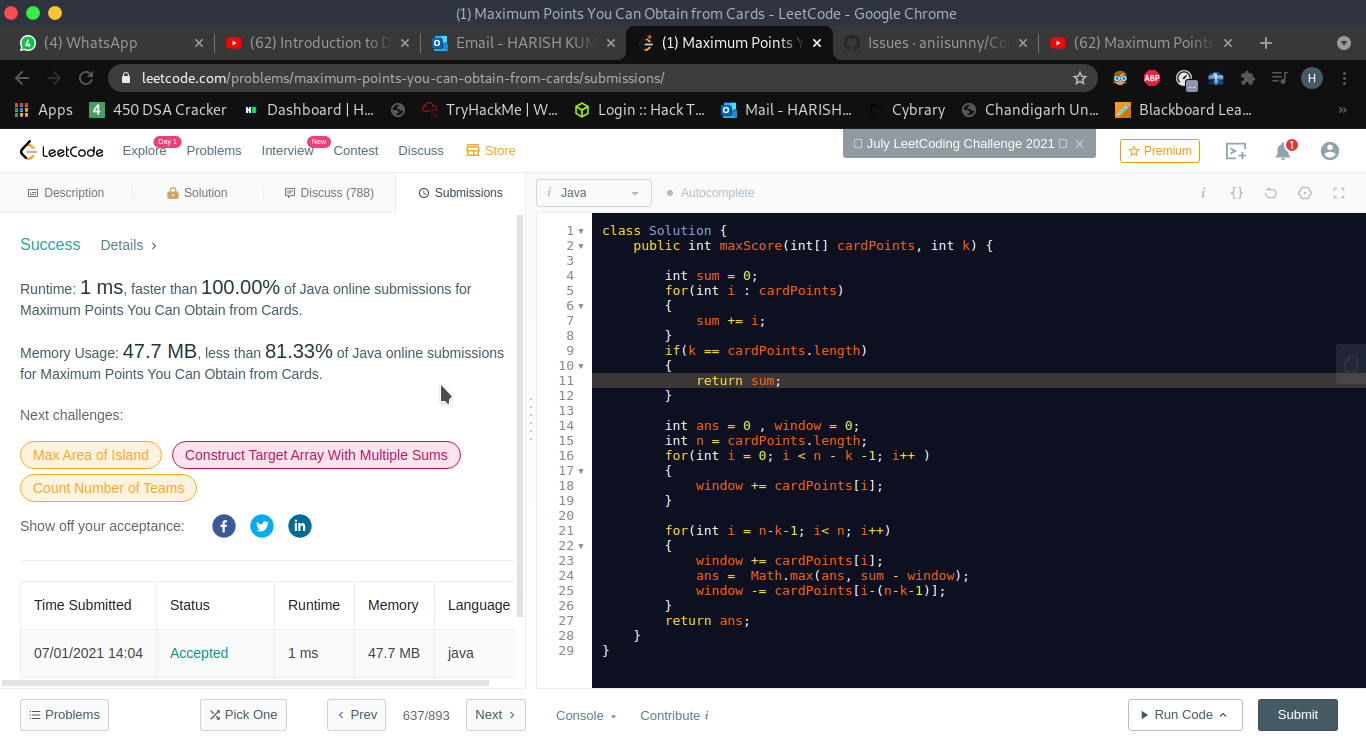 (1) Maximum Points You Can Obtain from Cards - LeetCode - Google Chrome
(4) WhatsApp
(62) Introduction to D
Email - HARISH KUM
(1) Maximum Points Y
Issues · aniisunny/Co
(62) Maximum Points
leetcode.com/problems/maximum-points-you-can-obtain-from-cards/submissions/
ABP
H
Apps
4 450 DSA Cracker
Dashboard | H...
TryHackMe | W...
Login :: Hack T...
Mail - HARISH...
Cybrary
Chandigarh Un...
Blackboard Lea...
»
LeetCode
Explore
Day 1
Problems
Interview
New
Contest
Discuss
Store
July LeetCoding Challenge 2021 ×
Premium
1
Description
Solution
Discuss (788)
Submissions
i Java
Autocomplete
i {}
Success Details >
Runtime: 1 ms, faster than 100.00% of Java online submissions for
Maximum Points You Can Obtain from Cards.
Memory Usage: 47.7 MB, less than 81.33% of Java online submissions
for Maximum Points You Can Obtain from Cards.
Next challenges:
Max Area of Island
Construct Target Array With Multiple Sums
Count Number of Teams
Show off your acceptance:
Time Submitted Status Runtime Memory Language
07/01/2021 14:04 Accepted 1 ms 47.7 MB java
1 class Solution {
2 public int maxScore(int[] cardPoints, int k) {
3
4 int sum = 0;
5 for(int i : cardPoints)
6 {
7 sum += i;
8 }
9 if(k == cardPoints.length)
10 {
11 return sum;
12 }
13
14 int ans = 0 , window = 0;
15 int n = cardPoints.length;
16 for(int i = 0; i < n - k -1; i++ )
17 {
18 window += cardPoints[i];
19 }
20
21 for(int i = n-k-1; i< n; i++)
22 {
23 window += cardPoints[i];
24 ans =  Math.max(ans, sum - window);
25 window -= cardPoints[i-(n-k-1)];
26 }
27 return ans;
28 }
29 }
Problems
Pick One
< Prev
637/893
Next >
Console
Contribute i
Run Code
Submit